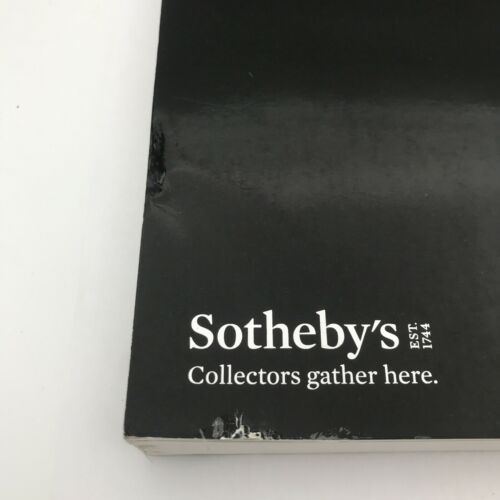 Sotheby's EST. 1744
Collectors gather here.